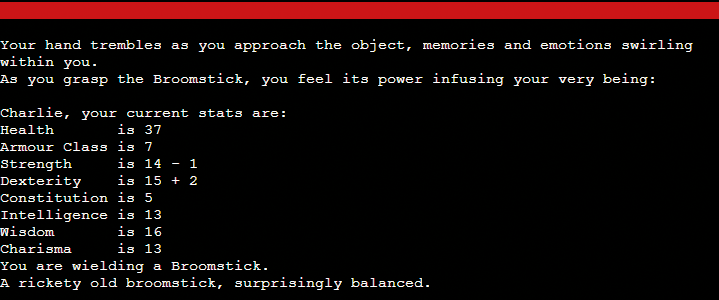 Your hand trembles as you approach the object, memories and emotions swirling
within you.
As you grasp the Broomstick, you feel its power infusing your very being:
Charlie, your current stats are:
Health is 37
Armour Class is 7
Strength is 14 - 1
Dexterity is 15 + 2
Constitution is 5
Intelligence is 13
Wisdom is 16
Charisma is 13
You are wielding a Broomstick.
A rickety old broomstick, surprisingly balanced.